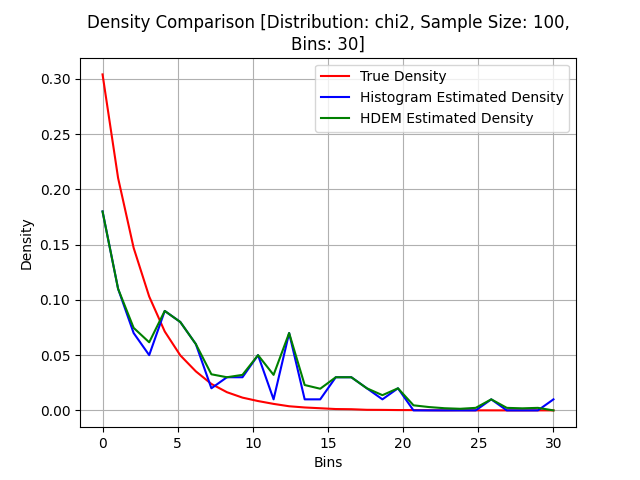 Density Comparison [Distribution: chi2, Sample Size: 100,
Bins: 30]
True Density
Histogram Estimated Density
HDEM Estimated Density
Density
0.30
0.25
0.20
0.15
0.10
0.05
0.00
0 5 10 15 20 25 30
Bins